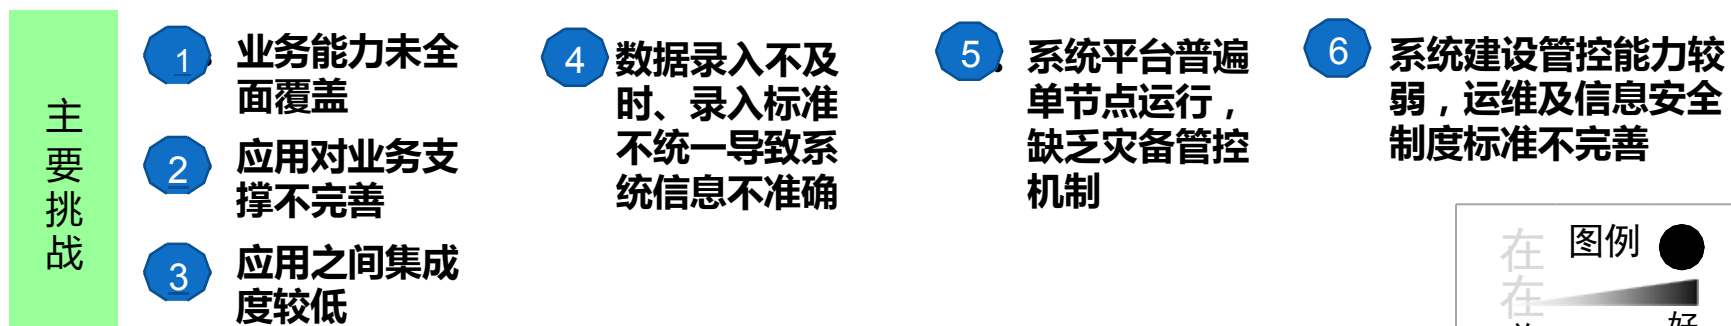 主要挑战
1
业务能力未全
面覆盖
2
应用对业务支
撑不完善
3
应用之间集成
度较低
4
数据录入不及
时、录入标准
不统一导致系
统信息不准确
5
系统平台普遍
单节点运行，
缺乏灾备管控
机制
6
系统建设管控能力较
弱，运维及信息安全
制度标准不完善
图例
在
在
好